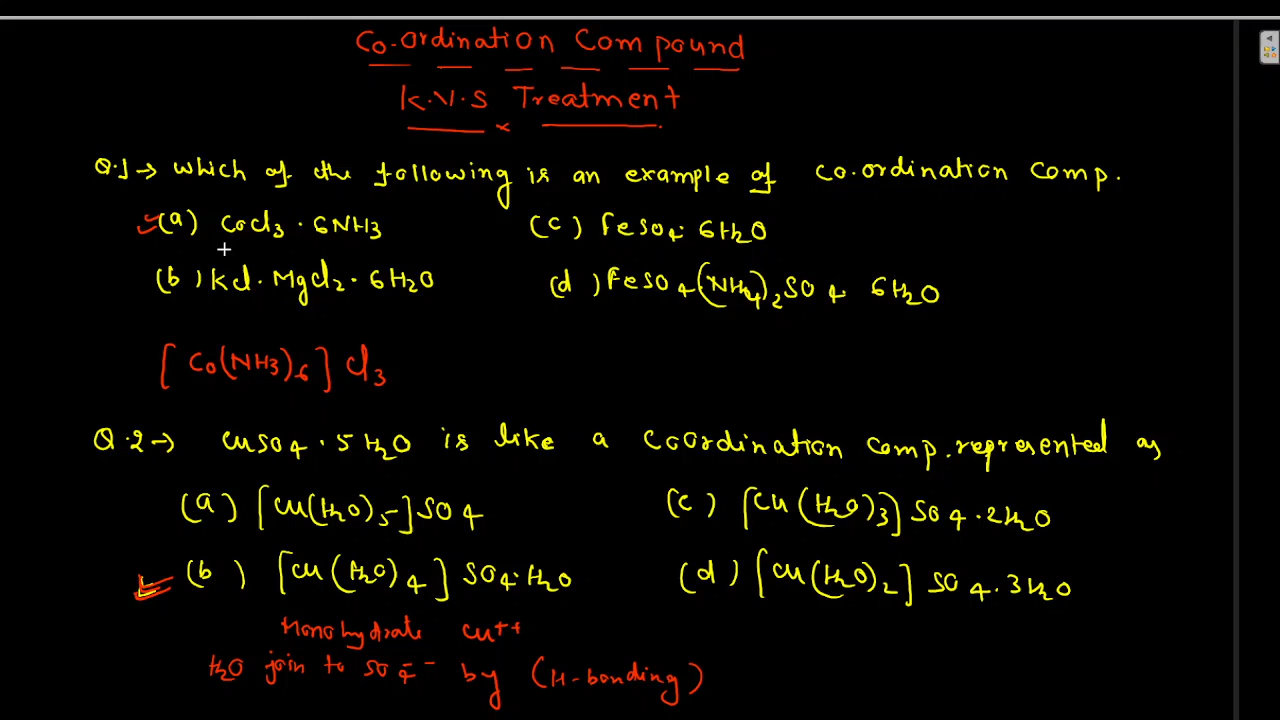 Co-ordination Compound
K.V.S Treatment
Q.1→ which of the following is an example of co.ordination comp.
(a) CoCl3 · 6NH3 (c) FeSO4· 6H2O
(b) KCl · MgCl2 · 6H2O (d) FeSO4(NH4)2SO4· 6H2O
[Co(NH3)6] Cl3
Q.2→ CuSO4 · 5H2O is like a coordination comp. represented as
(a) [Cu(H2O)5]SO4 (c) [Cu(H2O)3]SO4·2H2O
(b) [Cu(H2O)4]SO4·H2O (d) [Cu(H2O)2]SO4·3H2O
Monohydrate Cu++
H2O join to SO4-- by (H-bonding)